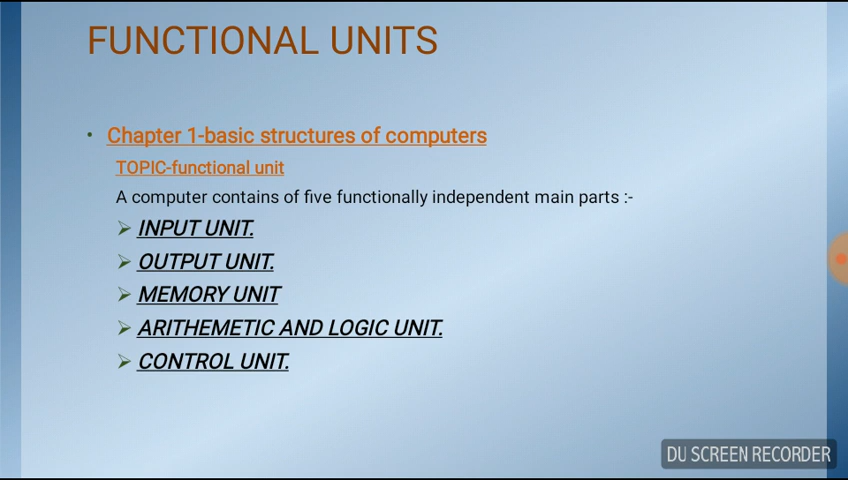 FUNCTIONAL UNITS
Chapter 1-basic structures of computers
TOPIC-functional unit
A computer contains of five functionally independent main parts :-
INPUT UNIT.
OUTPUT UNIT.
MEMORY UNIT
ARITHEMETIC AND LOGIC UNIT.
CONTROL UNIT.
DU SCREEN RECORDER